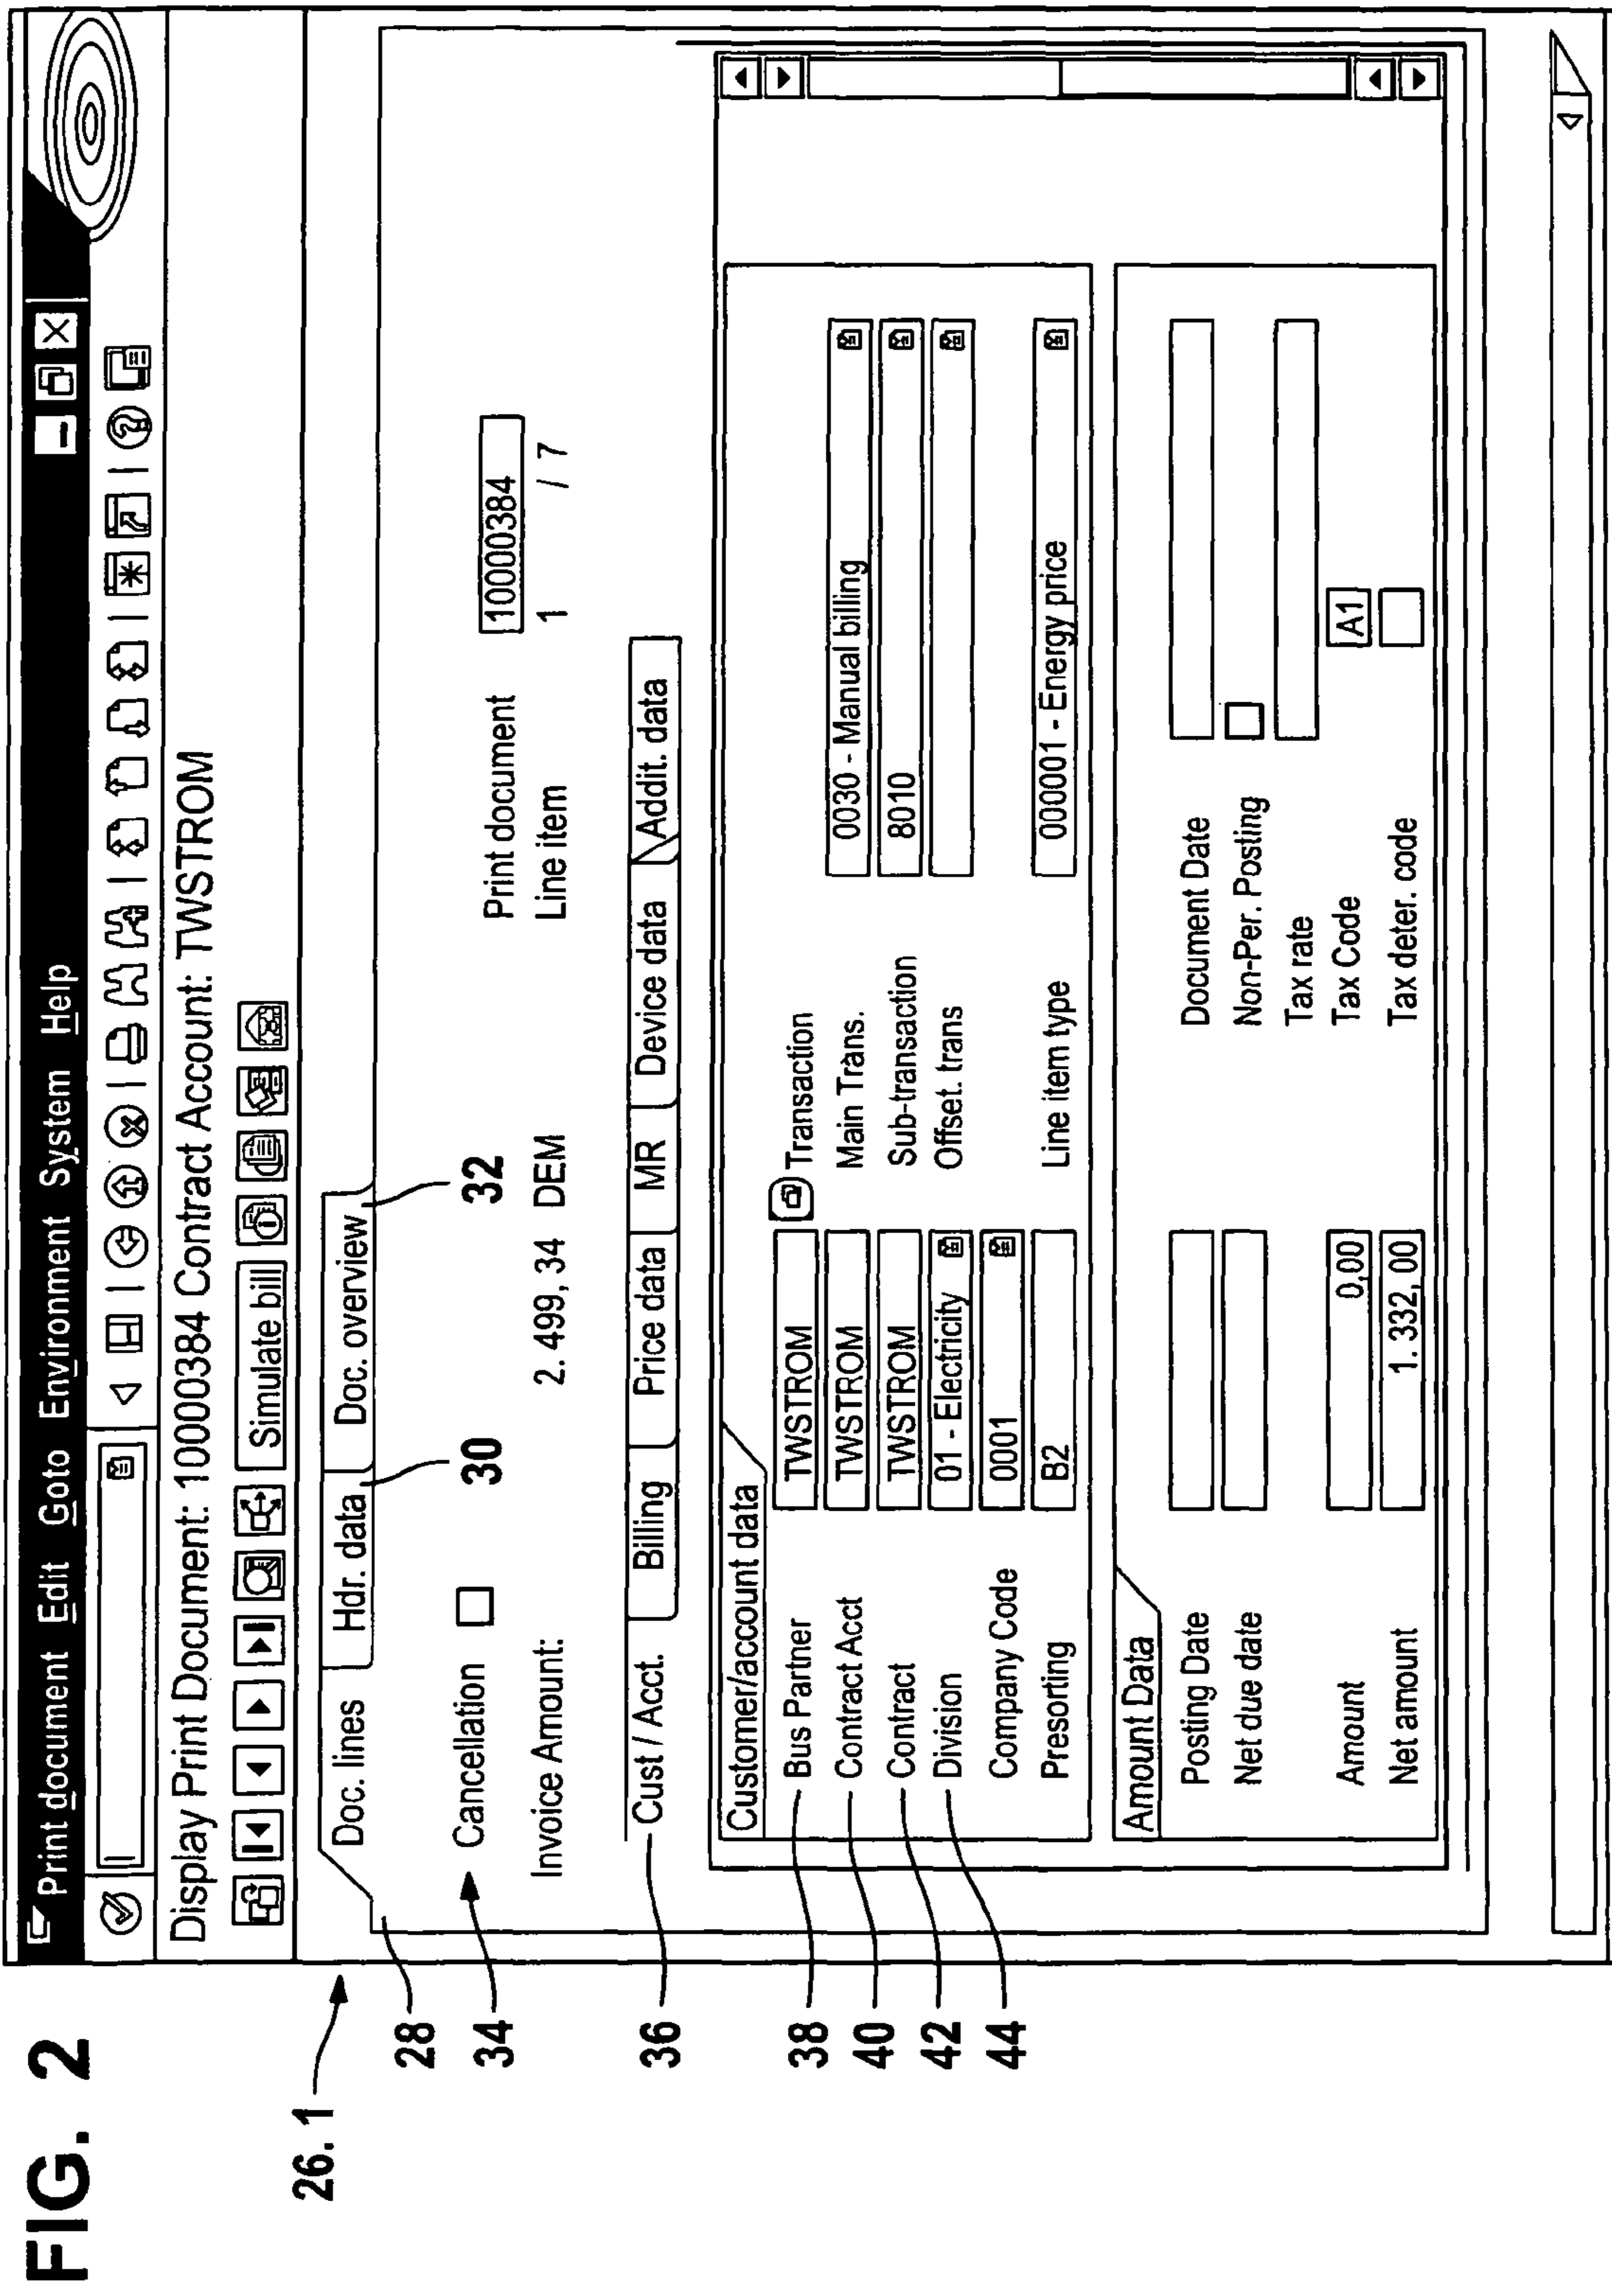 FIG. 2
Print document Edit Goto Environment System Help
Display Print Document: 10000384 Contract Account: TWSTROM
Simulate bill
26. 1
Doc. lines Hdr. data Doc. overview
28
30
32
34
Cancellation
Print document 10000384
Invoice Amount: 2. 499, 34 DEM
Line item 1 / 7
36
Cust / Acct. Billing Price data MR Device data Addit. data
Customer/account data
38
Bus Partner TWSTROM Transaction
40
Contract Acct TWSTROM Main Trans. 0030 - Manual billing
42
Contract TWSTROM Sub-transaction 8010
44
Division 01 - Electricity Offset. trans
Company Code 0001
Presorting B2 Line item type 000001 - Energy price
Amount Data
Posting Date Document Date
Net due date Non-Per. Posting
Tax rate
Amount 0,00 Tax Code A1
Net amount 1. 332, 00 Tax deter. code